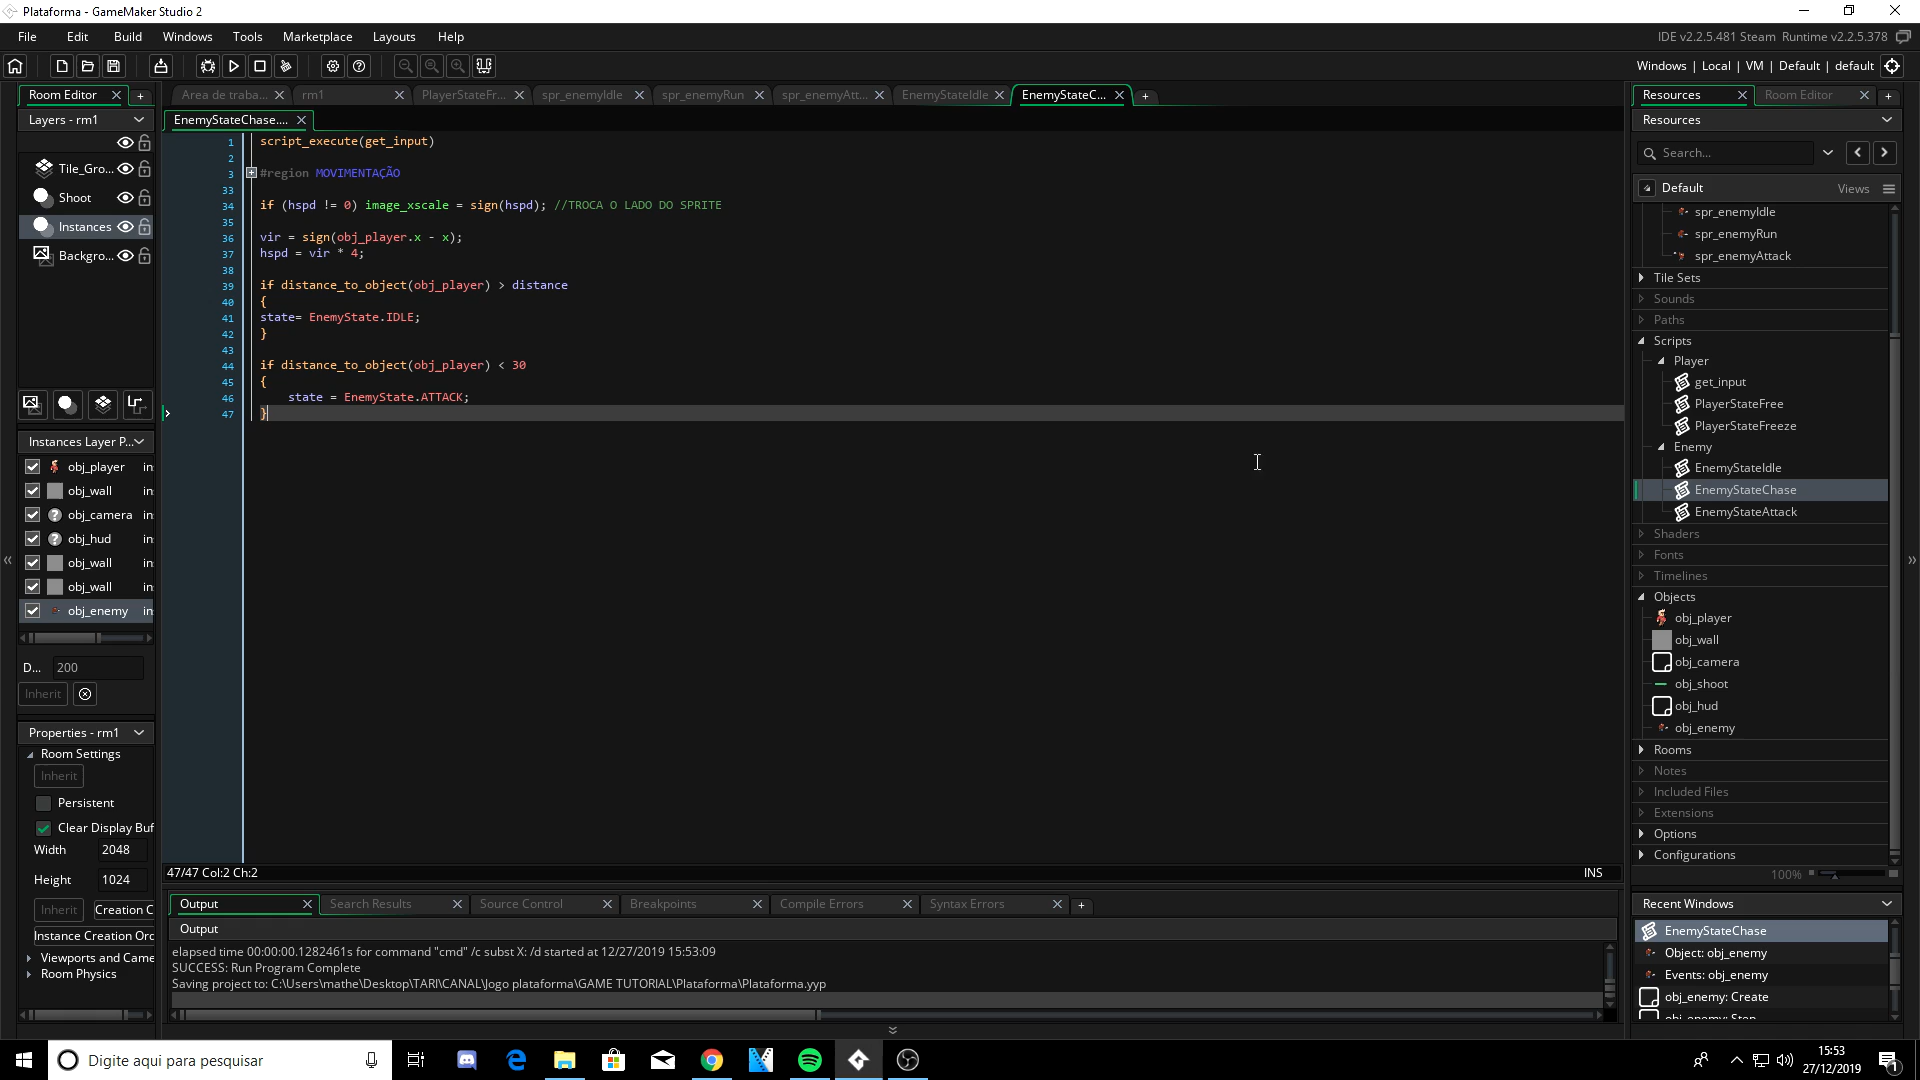 Plataforma - GameMaker Studio 2
File Edit Build Windows Tools Marketplace Layouts Help
IDE v2.2.5.481 Steam Runtime v2.2.5.378
Windows | Local | VM | Default | default
Room Editor
Layers - rm1
Tile_Gro...
Shoot
Instances
Backgro...
Instances Layer P...
obj_player in
obj_wall in
obj_camera in
obj_hud in
obj_wall in
obj_wall in
obj_enemy in
D... 200
Inherit
Properties - rm1
Room Settings
Inherit
Persistent
Clear Display Buf
Width 2048
Height 1024
Inherit Creation C
Instance Creation Orc
Viewports and Came
Room Physics
Area de traba... rm1 PlayerStateFr... spr_enemyIdle spr_enemyRun spr_enemyAtt... EnemyStateIdle EnemyStateC... +
EnemyStateChase....
1 script_execute(get_input)
2
3 #region MOVIMENTAÇÃO
33
34 if (hspd != 0) image_xscale = sign(hspd); //TROCA O LADO DO SPRITE
35
36 vir = sign(obj_player.x - x);
37 hspd = vir * 4;
38
39 if distance_to_object(obj_player) > distance
40 {
41 state= EnemyState.IDLE;
42 }
43
44 if distance_to_object(obj_player) < 30
45 {
46 state = EnemyState.ATTACK;
47 }
47/47 Col:2 Ch:2 INS
Output Search Results Source Control Breakpoints Compile Errors Syntax Errors +
Output
elapsed time 00:00:00.1282461s for command "cmd" /c subst X: /d started at 12/27/2019 15:53:09
SUCCESS: Run Program Complete
Saving project to: C:\Users\mathe\Desktop\TARI\CANAL\Jogo plataforma\GAME TUTORIAL\Plataforma\Plataforma.yyp
Resources Room Editor +
Resources
Search...
Default Views
spr_enemyIdle
spr_enemyRun
spr_enemyAttack
Tile Sets
Sounds
Paths
Scripts
Player
get_input
PlayerStateFree
PlayerStateFreeze
Enemy
EnemyStateIdle
EnemyStateChase
EnemyStateAttack
Shaders
Fonts
Timelines
Objects
obj_player
obj_wall
obj_camera
obj_shoot
obj_hud
obj_enemy
Rooms
Notes
Included Files
Extensions
Options
Configurations
100%
Recent Windows
EnemyStateChase
Object: obj_enemy
Events: obj_enemy
obj_enemy: Create
obj_enemy: Step
Digite aqui para pesquisar
15:53
27/12/2019
1